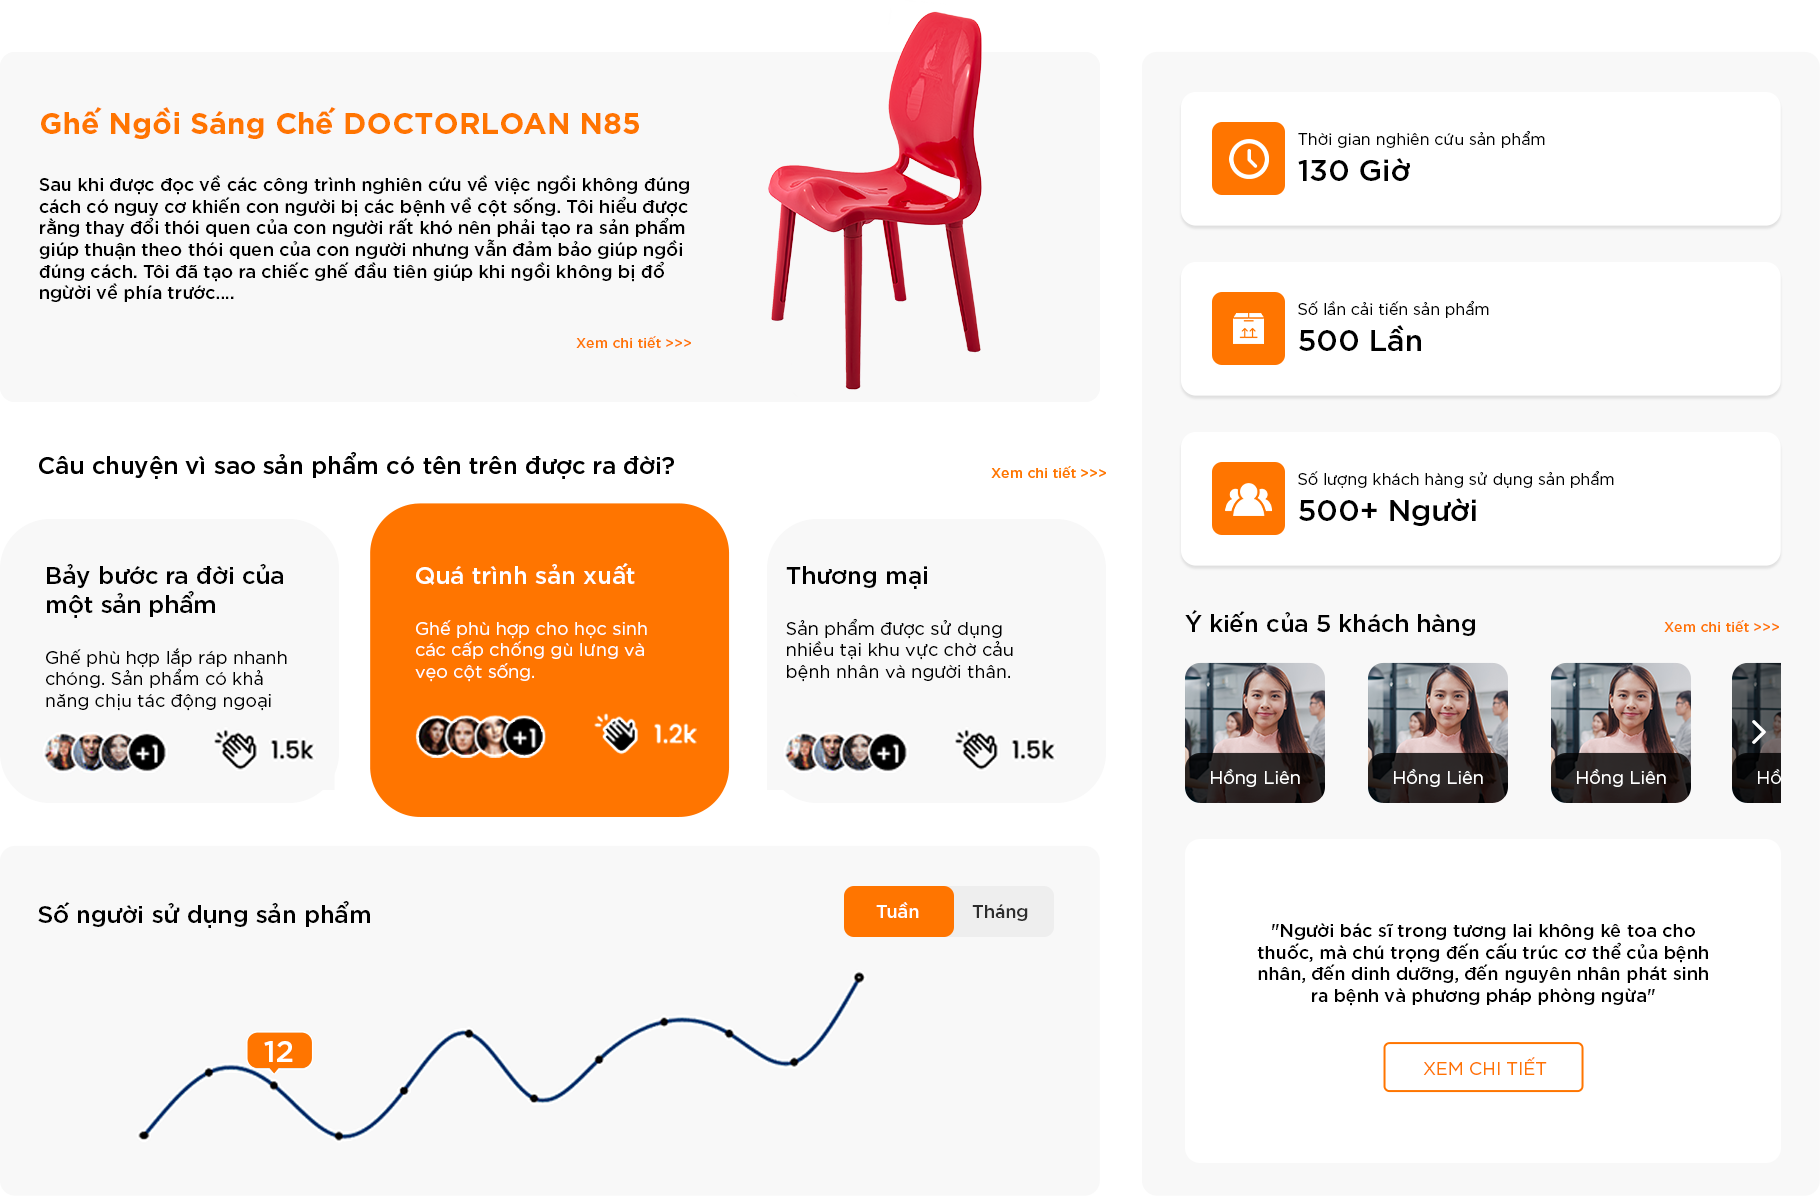 Ghế Ngồi Sáng Chế DOCTORLOAN N85
Sau khi được đọc về các công trình nghiên cứu về việc ngồi không đúng
cách có nguy cơ khiến con người bị các bệnh về cột sống. Tôi hiểu được
rằng thay đổi thói quen của con người rất khó nên phải tạo ra sản phẩm
giúp thuận theo thói quen của con người nhưng vẫn đảm bảo giúp ngồi
đúng cách. Tôi đã tạo ra chiếc ghế đầu tiên giúp khi ngồi không bị đổ
người về phía trước....
Xem chi tiết >>>
Câu chuyện vì sao sản phẩm có tên trên được ra đời?
Xem chi tiết >>>
Bảy bước ra đời của
một sản phẩm
Ghế phù hợp lắp ráp nhanh
chóng. Sản phẩm có khả
năng chịu tác động ngoại
+1
1.5k
Quá trình sản xuất
Ghế phù hợp cho học sinh
các cấp chống gù lưng và
vẹo cột sống.
+1
1.2k
Thương mại
Sản phẩm được sử dụng
nhiều tại khu vực chờ cảu
bệnh nhân và người thân.
+1
1.5k
Số người sử dụng sản phẩm
Tuần
Tháng
12
Thời gian nghiên cứu sản phẩm
130 Giờ
Số lần cải tiến sản phẩm
500 Lần
Số lượng khách hàng sử dụng sản phẩm
500+ Người
Ý kiến của 5 khách hàng
Xem chi tiết >>>
Hồng Liên
Hồng Liên
Hồng Liên
Hồ
"Người bác sĩ trong tương lai không kê toa cho
thuốc, mà chú trọng đến cấu trúc cơ thể của bệnh
nhân, đến dinh dưỡng, đến nguyên nhân phát sinh
ra bệnh và phương pháp phòng ngừa"
XEM CHI TIẾT